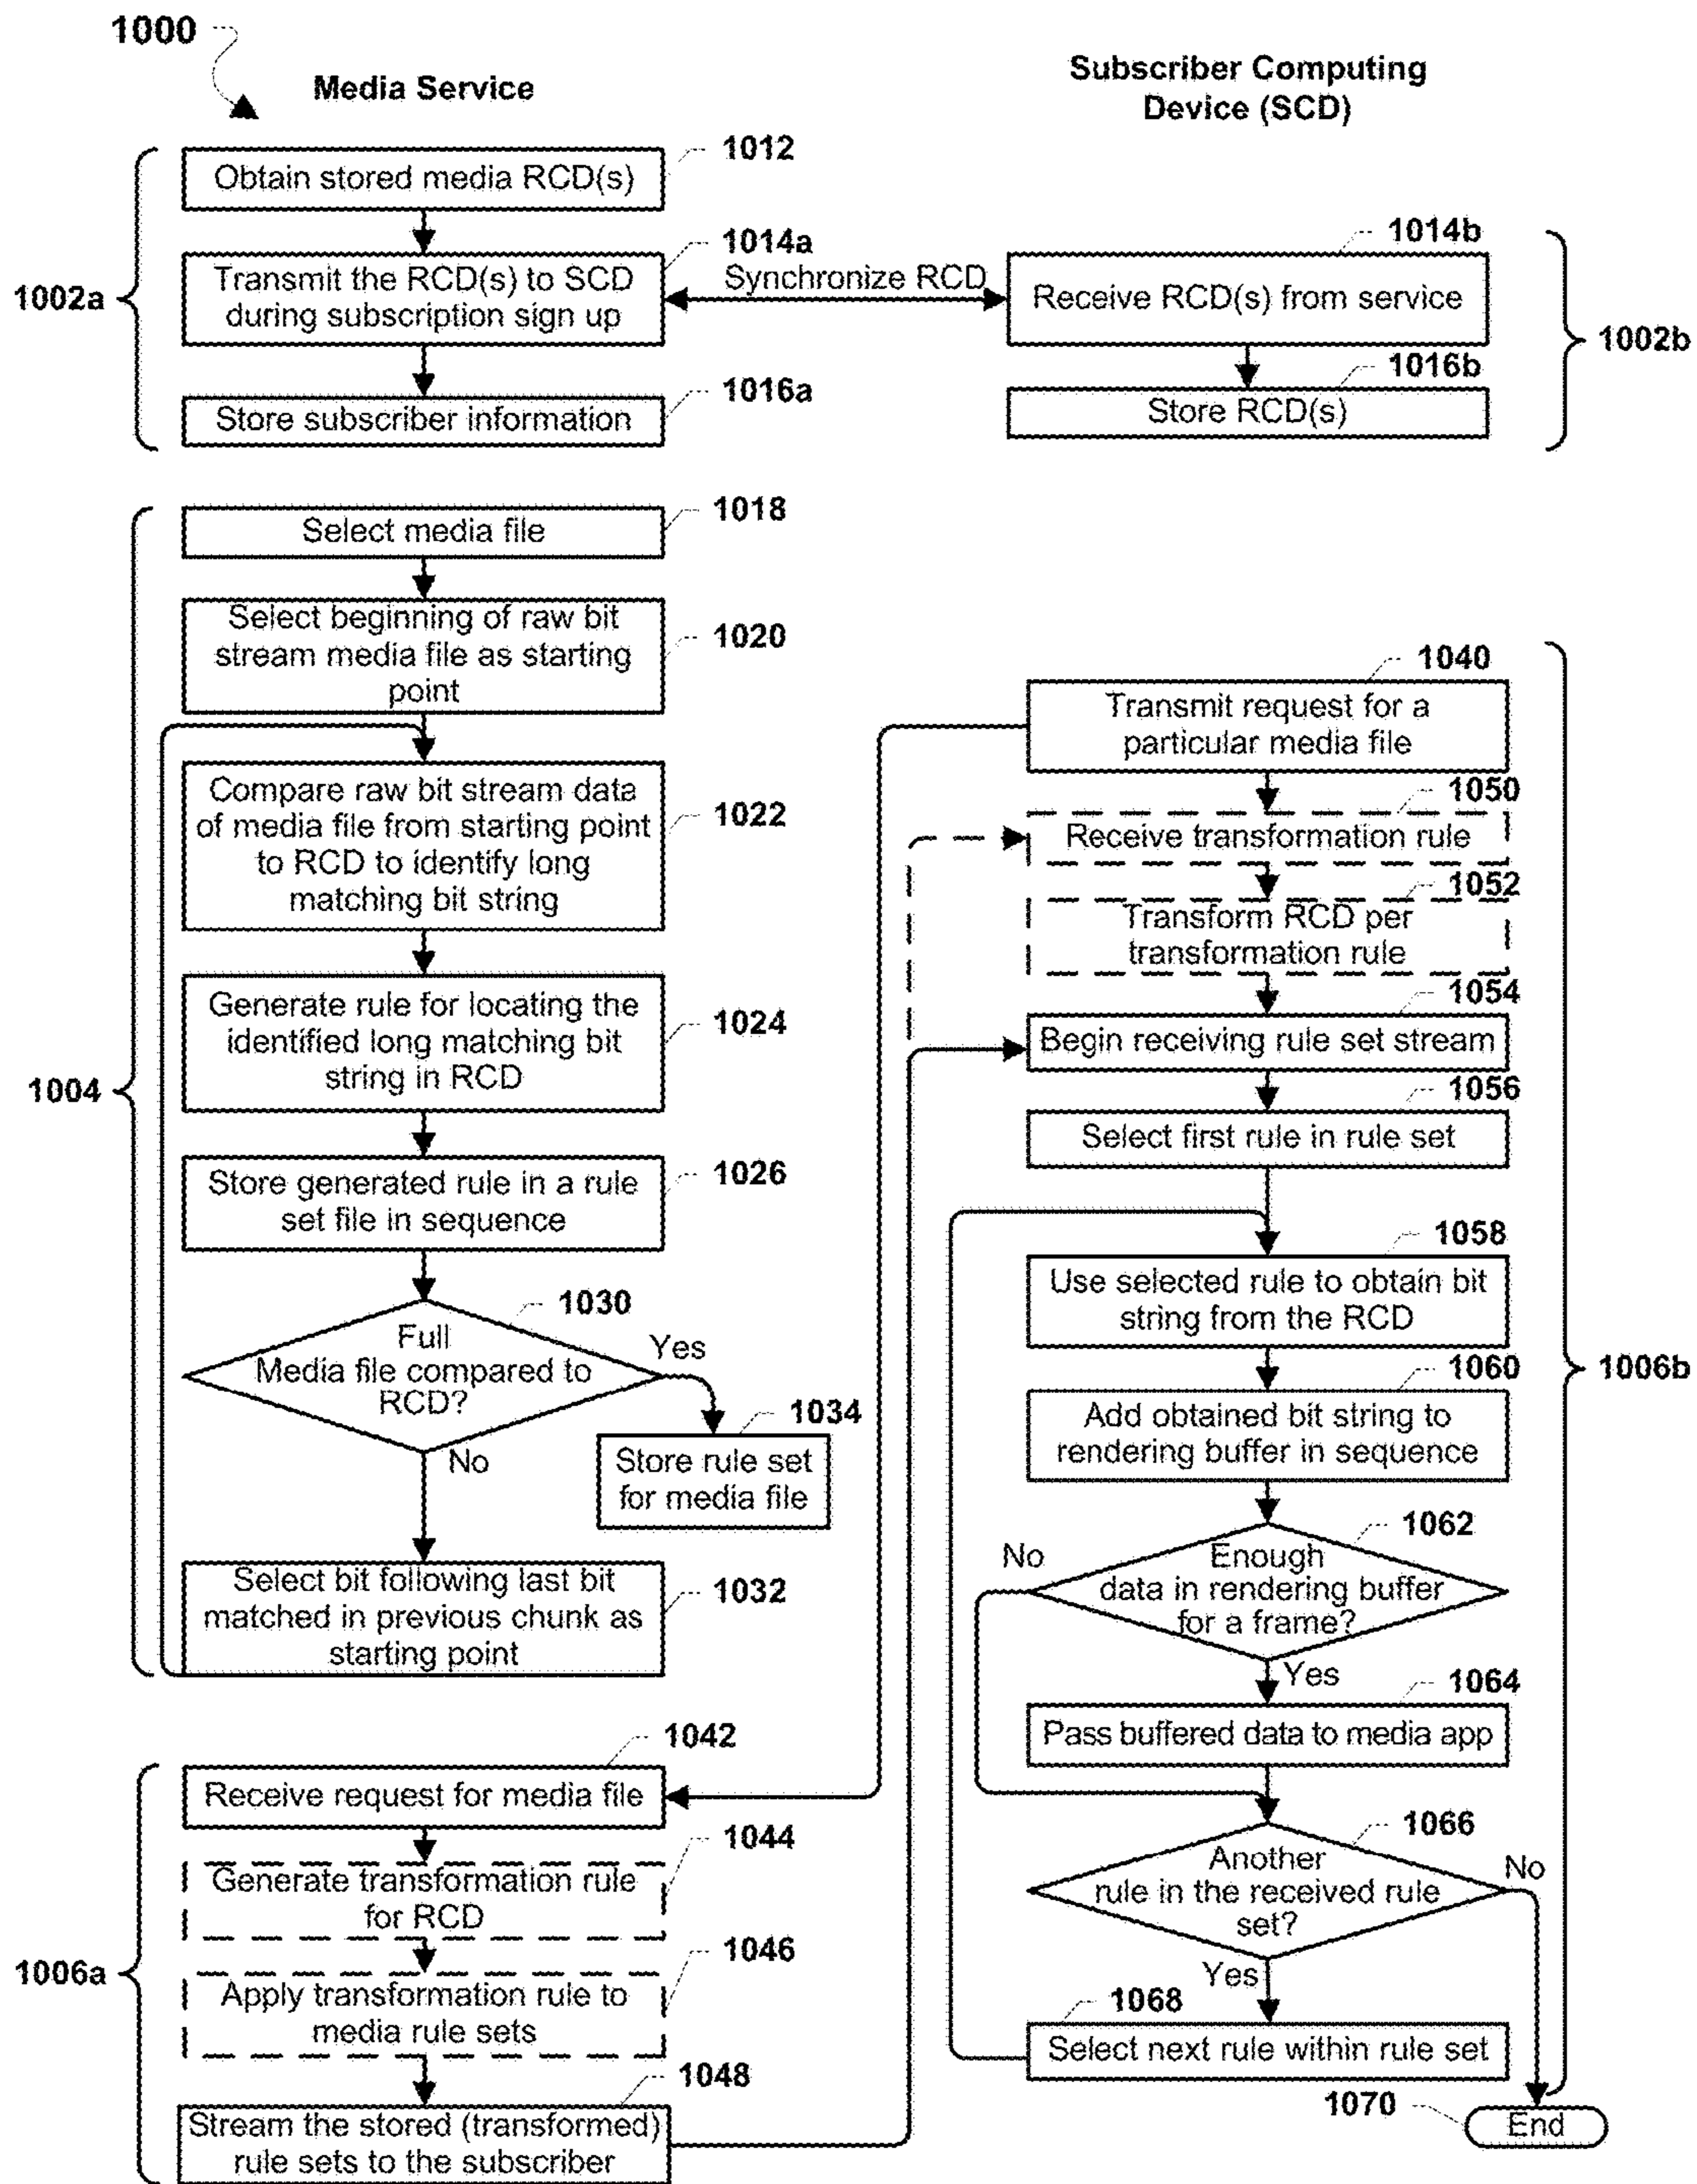 1000
Media Service
Subscriber Computing
Device (SCD)
1002a
1012
Obtain stored media RCD(s)
1014a
Transmit the RCD(s) to SCD
during subscription sign up
Synchronize RCD
1016a
Store subscriber information
1014b
Receive RCD(s) from service
1016b
Store RCD(s)
1002b
1004
1018
Select media file
1020
Select beginning of raw bit
stream media file as starting
point
1022
Compare raw bit stream data
of media file from starting point
to RCD to identify long
matching bit string
1024
Generate rule for locating the
identified long matching bit
string in RCD
1026
Store generated rule in a rule
set file in sequence
1030
Full
Media file compared to
RCD?
Yes
1034
Store rule set
for media file
No
1032
Select bit following last bit
matched in previous chunk as
starting point
1006a
1042
Receive request for media file
1044
Generate transformation rule
for RCD
1046
Apply transformation rule to
media rule sets
1048
Stream the stored (transformed)
rule sets to the subscriber
1040
Transmit request for a
particular media file
1050
Receive transformation rule
1052
Transform RCD per
transformation rule
1054
Begin receiving rule set stream
1056
Select first rule in rule set
1058
Use selected rule to obtain bit
string from the RCD
1060
Add obtained bit string to
rendering buffer in sequence
1062
No
Enough
data in rendering buffer
for a frame?
Yes
1064
Pass buffered data to media app
1066
Another
rule in the received rule
set?
No
Yes
1068
Select next rule within rule set
1070
End
1006b